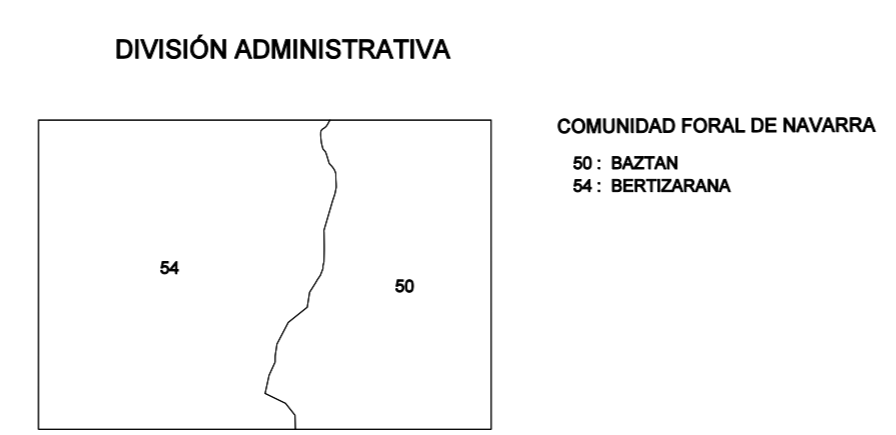 DIVISIÓN ADMINISTRATIVA
COMUNIDAD FORAL DE NAVARRA
50 : BAZTAN
54 : BERTIZARANA
54
50